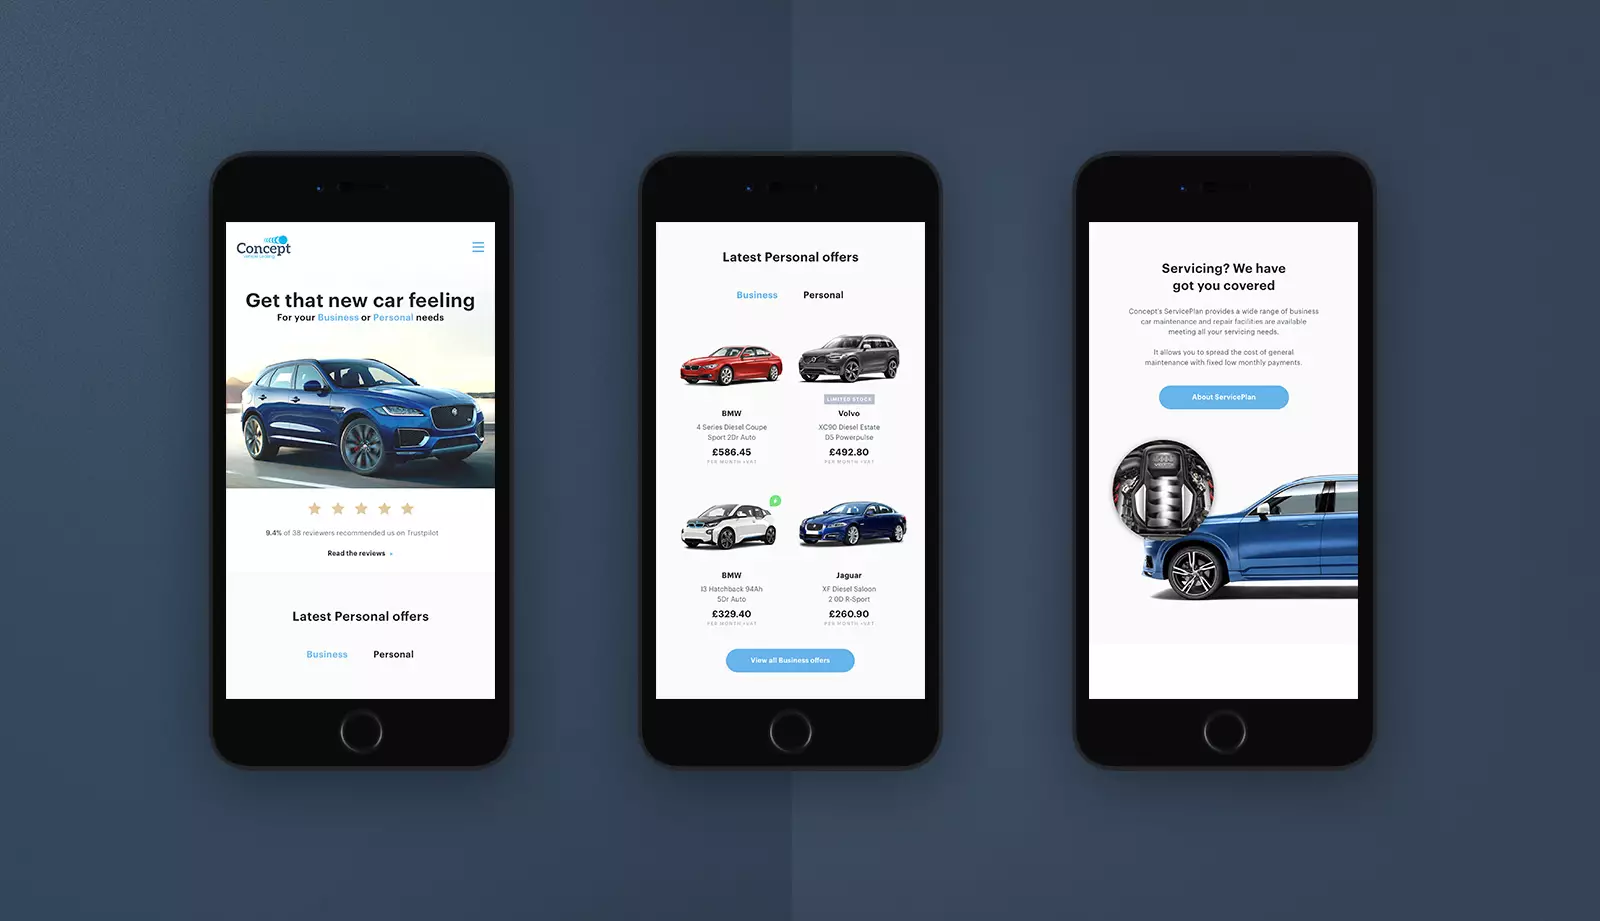 Concept
vehicle leasing
Get that new car feeling
For your Business or Personal needs
9.4% of 38 reviewers recommended us on Trustpilot
Read the reviews
Latest Personal offers
Business Personal
Latest Personal offers
Business Personal
LIMITED STOCK
BMW
4 Series Diesel Coupe
Sport 2Dr Auto
£586.45
PER MONTH +VAT
Volvo
XC90 Diesel Estate
D5 Powerpulse
£492.80
PER MONTH +VAT
BMW
I3 Hatchback 94Ah
5Dr Auto
£329.40
PER MONTH +VAT
Jaguar
XF Diesel Saloon
2 0D R-Sport
£260.90
PER MONTH +VAT
View all Business offers
Servicing? We have
got you covered
Concept's ServicePlan provides a wide range of business
car maintenance and repair facilities are available
meeting all your servicing needs.
It allows you to spread the cost of general
maintenance with fixed low monthly payments.
About ServicePlan